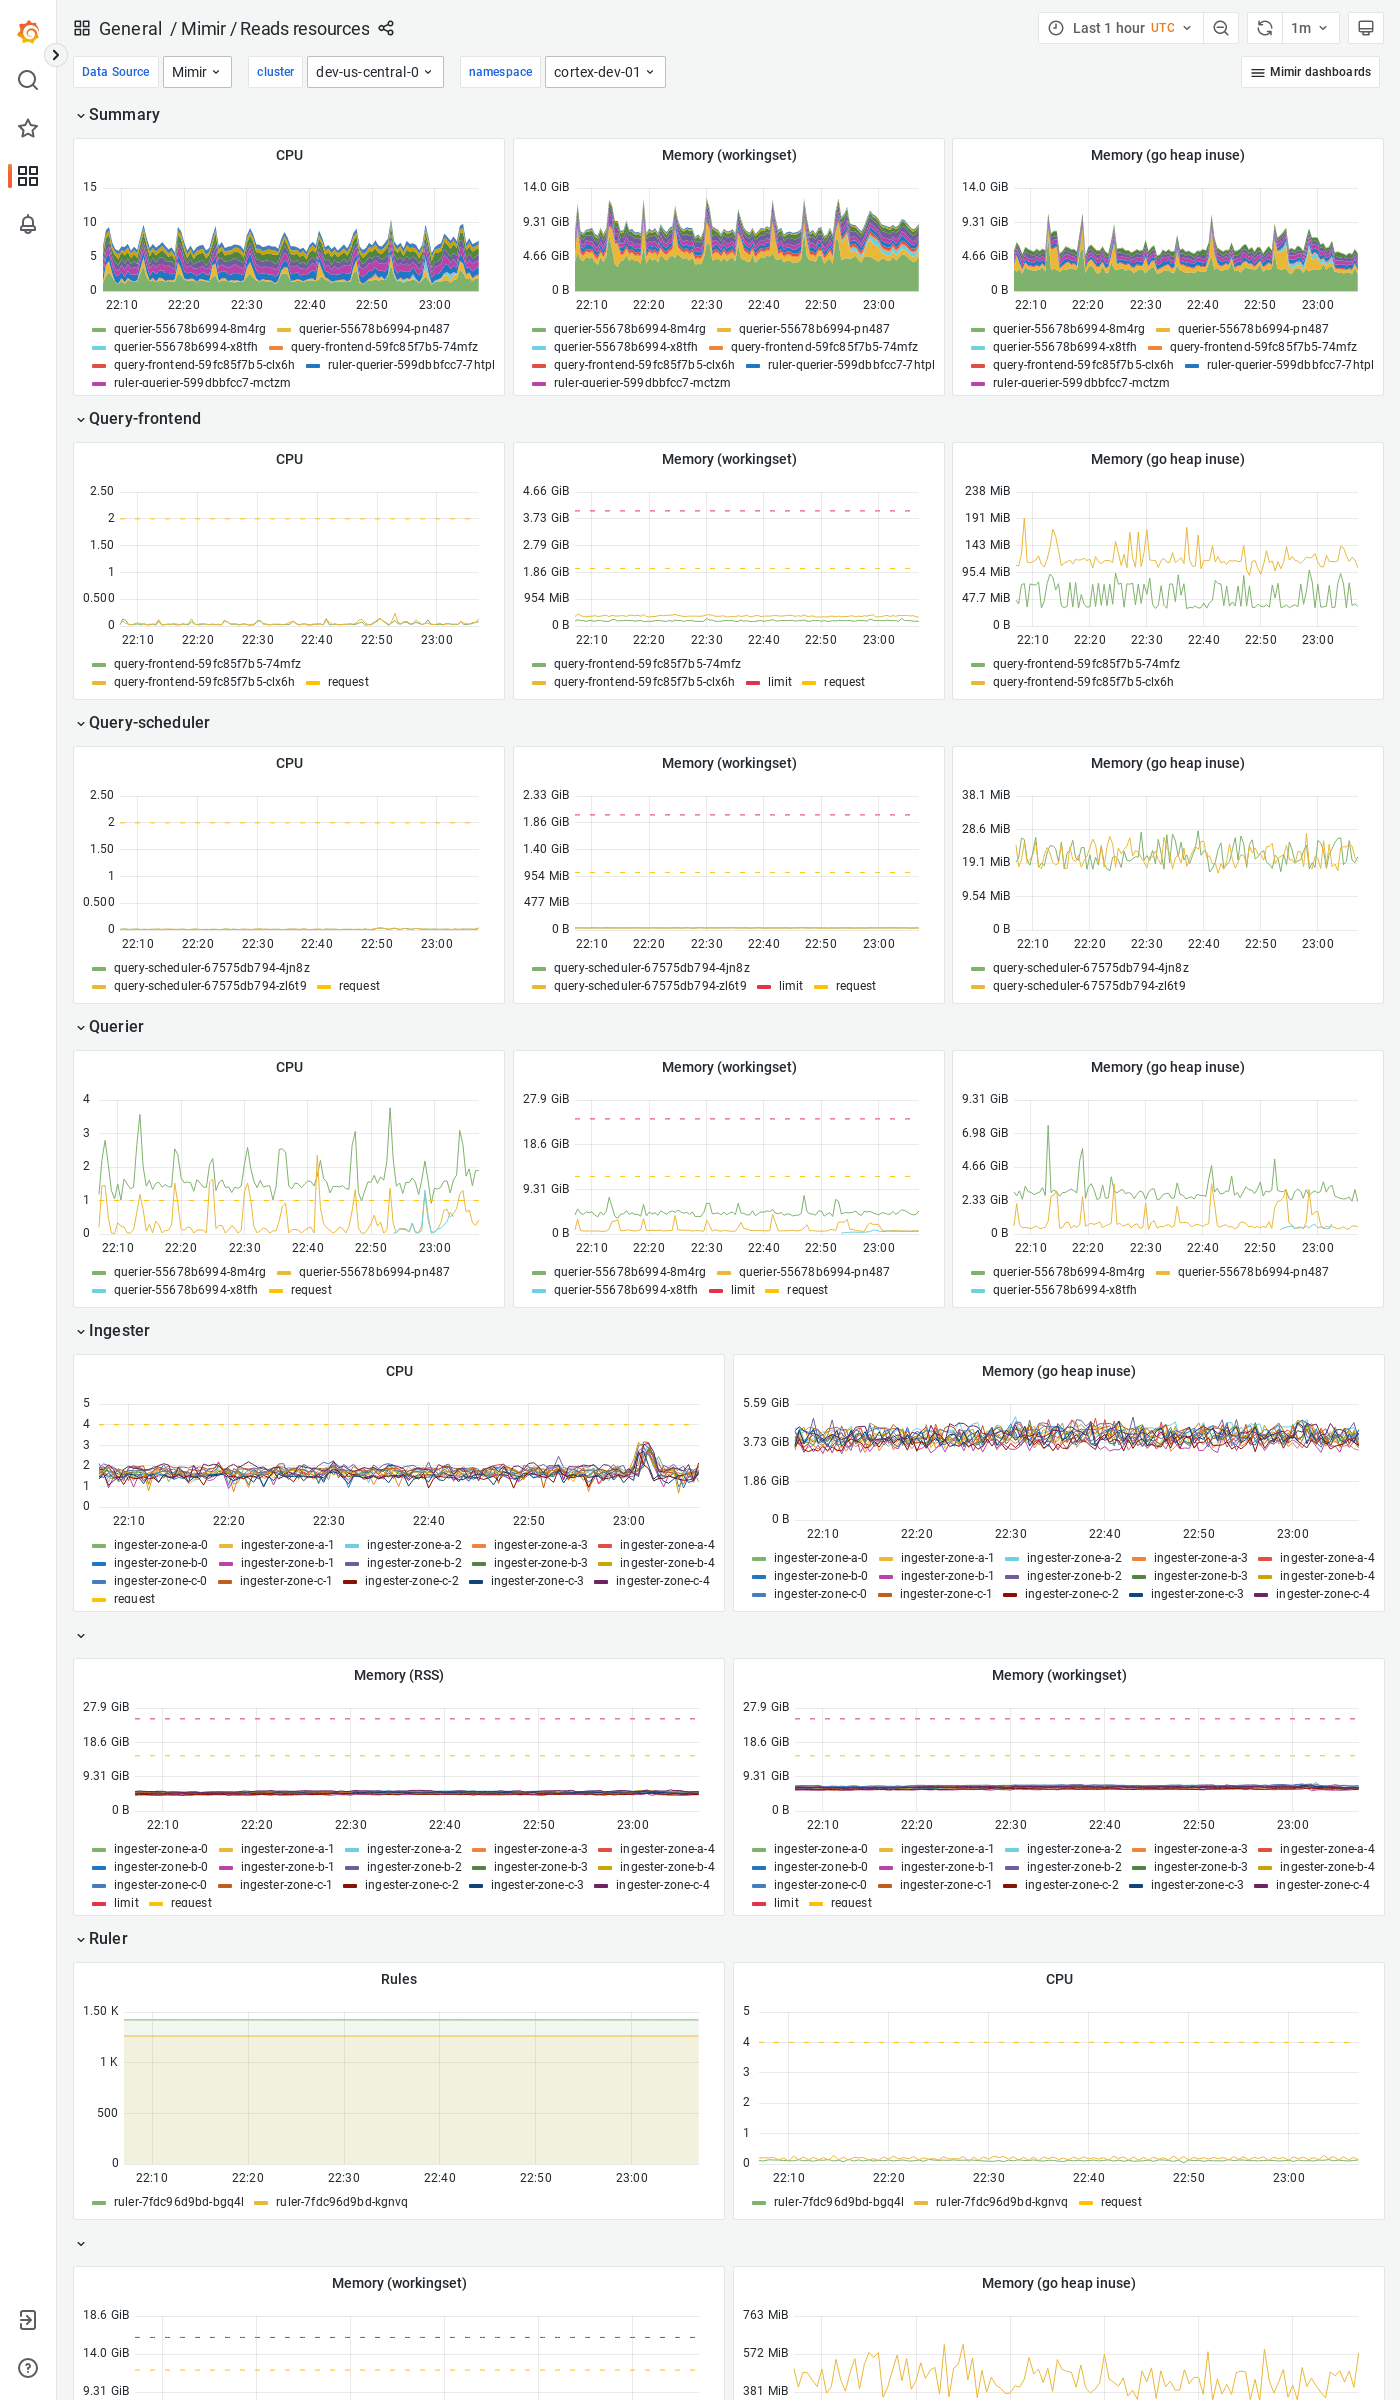 General / Mimir / Reads resources
Last 1 hour UTC
1m
Data Source Mimir cluster dev-us-central-0 namespace cortex-dev-01
Mimir dashboards
Summary
CPU
15
10
5
0
22:10 22:20 22:30 22:40 22:50 23:00
querier-55678b6994-8m4rg querier-55678b6994-pn487
querier-55678b6994-x8tfh query-frontend-59fc85f7b5-74mfz
query-frontend-59fc85f7b5-clx6h ruler-querier-599dbbfcc7-7htpl
ruler-querier-599dbbfcc7-mctzm
Memory (workingset)
14.0 GiB
9.31 GiB
4.66 GiB
0 B
22:10 22:20 22:30 22:40 22:50 23:00
querier-55678b6994-8m4rg querier-55678b6994-pn487
querier-55678b6994-x8tfh query-frontend-59fc85f7b5-74mfz
query-frontend-59fc85f7b5-clx6h ruler-querier-599dbbfcc7-7htpl
ruler-querier-599dbbfcc7-mctzm
Memory (go heap inuse)
14.0 GiB
9.31 GiB
4.66 GiB
0 B
22:10 22:20 22:30 22:40 22:50 23:00
querier-55678b6994-8m4rg querier-55678b6994-pn487
querier-55678b6994-x8tfh query-frontend-59fc85f7b5-74mfz
query-frontend-59fc85f7b5-clx6h ruler-querier-599dbbfcc7-7htpl
ruler-querier-599dbbfcc7-mctzm
Query-frontend
CPU
2.50
2
1.50
1
0.500
0
22:10 22:20 22:30 22:40 22:50 23:00
query-frontend-59fc85f7b5-74mfz
query-frontend-59fc85f7b5-clx6h request
Memory (workingset)
4.66 GiB
3.73 GiB
2.79 GiB
1.86 GiB
954 MiB
0 B
22:10 22:20 22:30 22:40 22:50 23:00
query-frontend-59fc85f7b5-74mfz
query-frontend-59fc85f7b5-clx6h limit request
Memory (go heap inuse)
238 MiB
191 MiB
143 MiB
95.4 MiB
47.7 MiB
0 B
22:10 22:20 22:30 22:40 22:50 23:00
query-frontend-59fc85f7b5-74mfz
query-frontend-59fc85f7b5-clx6h
Query-scheduler
CPU
2.50
2
1.50
1
0.500
0
22:10 22:20 22:30 22:40 22:50 23:00
query-scheduler-67575db794-4jn8z
query-scheduler-67575db794-zl6t9 request
Memory (workingset)
2.33 GiB
1.86 GiB
1.40 GiB
954 MiB
477 MiB
0 B
22:10 22:20 22:30 22:40 22:50 23:00
query-scheduler-67575db794-4jn8z
query-scheduler-67575db794-zl6t9 limit request
Memory (go heap inuse)
38.1 MiB
28.6 MiB
19.1 MiB
9.54 MiB
0 B
22:10 22:20 22:30 22:40 22:50 23:00
query-scheduler-67575db794-4jn8z
query-scheduler-67575db794-zl6t9
Querier
CPU
4
3
2
1
0
22:10 22:20 22:30 22:40 22:50 23:00
querier-55678b6994-8m4rg querier-55678b6994-pn487
querier-55678b6994-x8tfh request
Memory (workingset)
27.9 GiB
18.6 GiB
9.31 GiB
0 B
22:10 22:20 22:30 22:40 22:50 23:00
querier-55678b6994-8m4rg querier-55678b6994-pn487
querier-55678b6994-x8tfh limit request
Memory (go heap inuse)
9.31 GiB
6.98 GiB
4.66 GiB
2.33 GiB
0 B
22:10 22:20 22:30 22:40 22:50 23:00
querier-55678b6994-8m4rg querier-55678b6994-pn487
querier-55678b6994-x8tfh
Ingester
CPU
5
4
3
2
1
0
22:10 22:20 22:30 22:40 22:50 23:00
ingester-zone-a-0 ingester-zone-a-1 ingester-zone-a-2 ingester-zone-a-3 ingester-zone-a-4
ingester-zone-b-0 ingester-zone-b-1 ingester-zone-b-2 ingester-zone-b-3 ingester-zone-b-4
ingester-zone-c-0 ingester-zone-c-1 ingester-zone-c-2 ingester-zone-c-3 ingester-zone-c-4
request
Memory (go heap inuse)
5.59 GiB
3.73 GiB
1.86 GiB
0 B
22:10 22:20 22:30 22:40 22:50 23:00
ingester-zone-a-0 ingester-zone-a-1 ingester-zone-a-2 ingester-zone-a-3 ingester-zone-a-4
ingester-zone-b-0 ingester-zone-b-1 ingester-zone-b-2 ingester-zone-b-3 ingester-zone-b-4
ingester-zone-c-0 ingester-zone-c-1 ingester-zone-c-2 ingester-zone-c-3 ingester-zone-c-4
Memory (RSS)
27.9 GiB
18.6 GiB
9.31 GiB
0 B
22:10 22:20 22:30 22:40 22:50 23:00
ingester-zone-a-0 ingester-zone-a-1 ingester-zone-a-2 ingester-zone-a-3 ingester-zone-a-4
ingester-zone-b-0 ingester-zone-b-1 ingester-zone-b-2 ingester-zone-b-3 ingester-zone-b-4
ingester-zone-c-0 ingester-zone-c-1 ingester-zone-c-2 ingester-zone-c-3 ingester-zone-c-4
limit request
Memory (workingset)
27.9 GiB
18.6 GiB
9.31 GiB
0 B
22:10 22:20 22:30 22:40 22:50 23:00
ingester-zone-a-0 ingester-zone-a-1 ingester-zone-a-2 ingester-zone-a-3 ingester-zone-a-4
ingester-zone-b-0 ingester-zone-b-1 ingester-zone-b-2 ingester-zone-b-3 ingester-zone-b-4
ingester-zone-c-0 ingester-zone-c-1 ingester-zone-c-2 ingester-zone-c-3 ingester-zone-c-4
limit request
Ruler
Rules
1.50 K
1 K
500
0
22:10 22:20 22:30 22:40 22:50 23:00
ruler-7fdc96d9bd-bgq4l ruler-7fdc96d9bd-kgnvq
CPU
5
4
3
2
1
0
22:10 22:20 22:30 22:40 22:50 23:00
ruler-7fdc96d9bd-bgq4l ruler-7fdc96d9bd-kgnvq request
Memory (workingset)
18.6 GiB
14.0 GiB
9.31 GiB
Memory (go heap inuse)
763 MiB
572 MiB
381 MiB